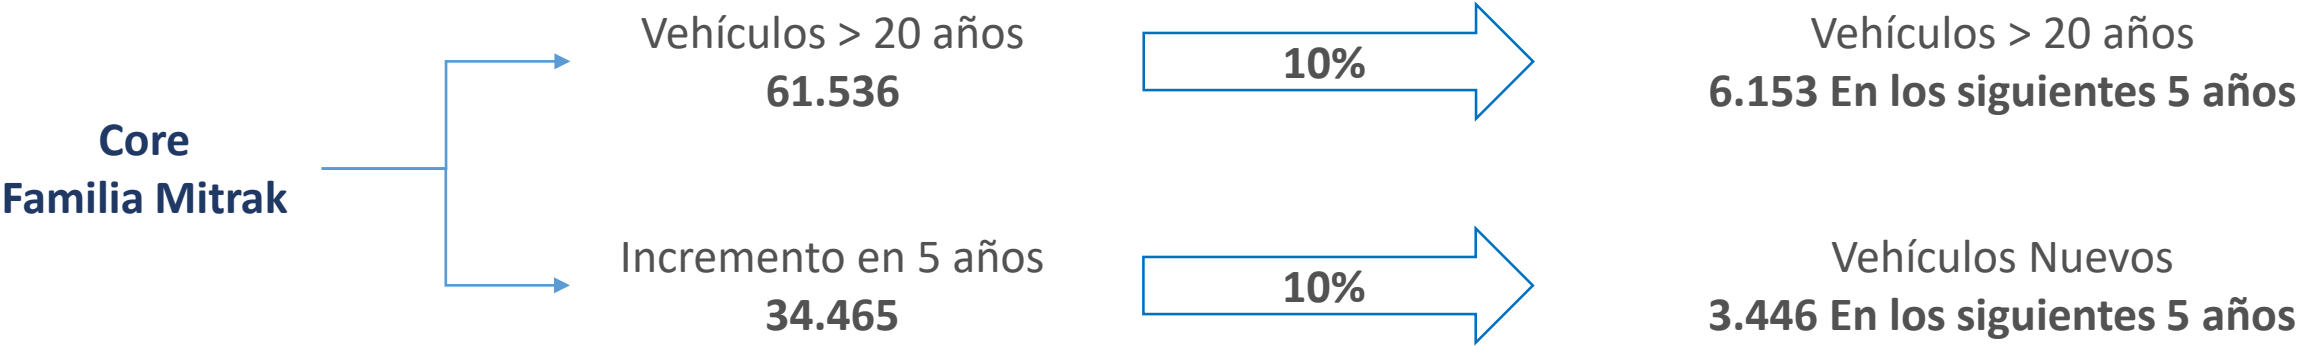 Core
Familia Mitrak
Vehículos > 20 años
61.536
10%
Vehículos > 20 años
6.153 En los siguientes 5 años
Incremento en 5 años
34.465
10%
Vehículos Nuevos
3.446 En los siguientes 5 años